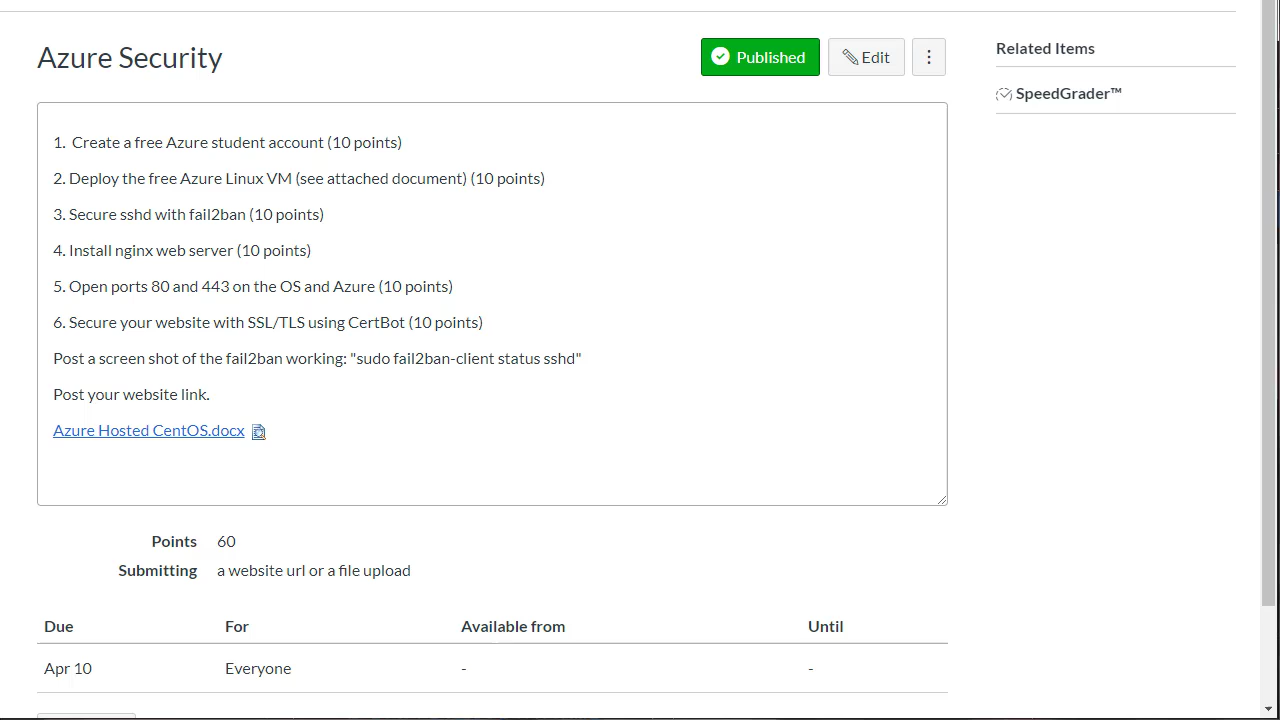 Azure Security
Published
Edit
Related Items
SpeedGrader™
1. Create a free Azure student account (10 points)
2. Deploy the free Azure Linux VM (see attached document) (10 points)
3. Secure sshd with fail2ban (10 points)
4. Install nginx web server (10 points)
5. Open ports 80 and 443 on the OS and Azure (10 points)
6. Secure your website with SSL/TLS using CertBot (10 points)
Post a screen shot of the fail2ban working: "sudo fail2ban-client status sshd"
Post your website link.
Azure Hosted CentOS.docx
Points 60
Submitting a website url or a file upload
Due For Available from Until
Apr 10 Everyone - -